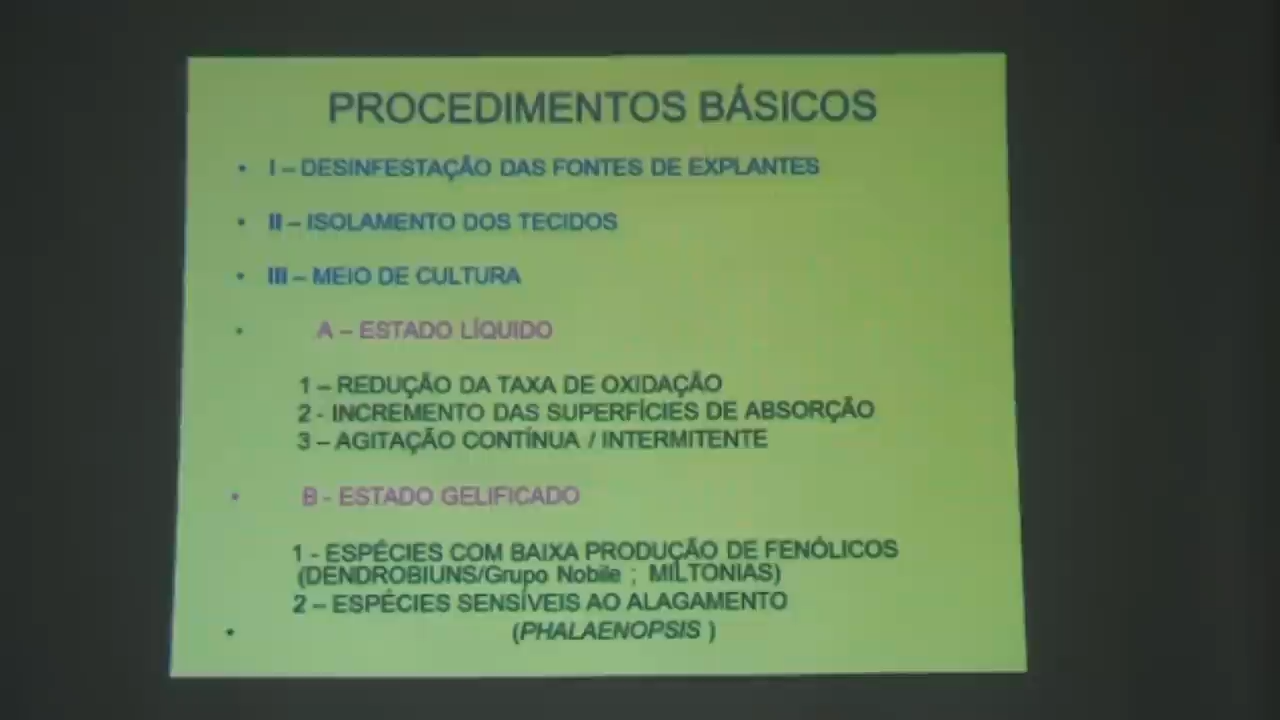 PROCEDIMENTOS BÁSICOS
• I – DESINFESTAÇÃO DAS FONTES DE EXPLANTES
• II – ISOLAMENTO DOS TECIDOS
• III – MEIO DE CULTURA
• A – ESTADO LÍQUIDO
1 – REDUÇÃO DA TAXA DE OXIDAÇÃO
2 - INCREMENTO DAS SUPERFÍCIES DE ABSORÇÃO
3 – AGITAÇÃO CONTÍNUA / INTERMITENTE
• B - ESTADO GELIFICADO
1 - ESPÉCIES COM BAIXA PRODUÇÃO DE FENÓLICOS
(DENDROBIUNS/Grupo Nobile ; MILTONIAS)
2 – ESPÉCIES SENSÍVEIS AO ALAGAMENTO
• (PHALAENOPSIS )